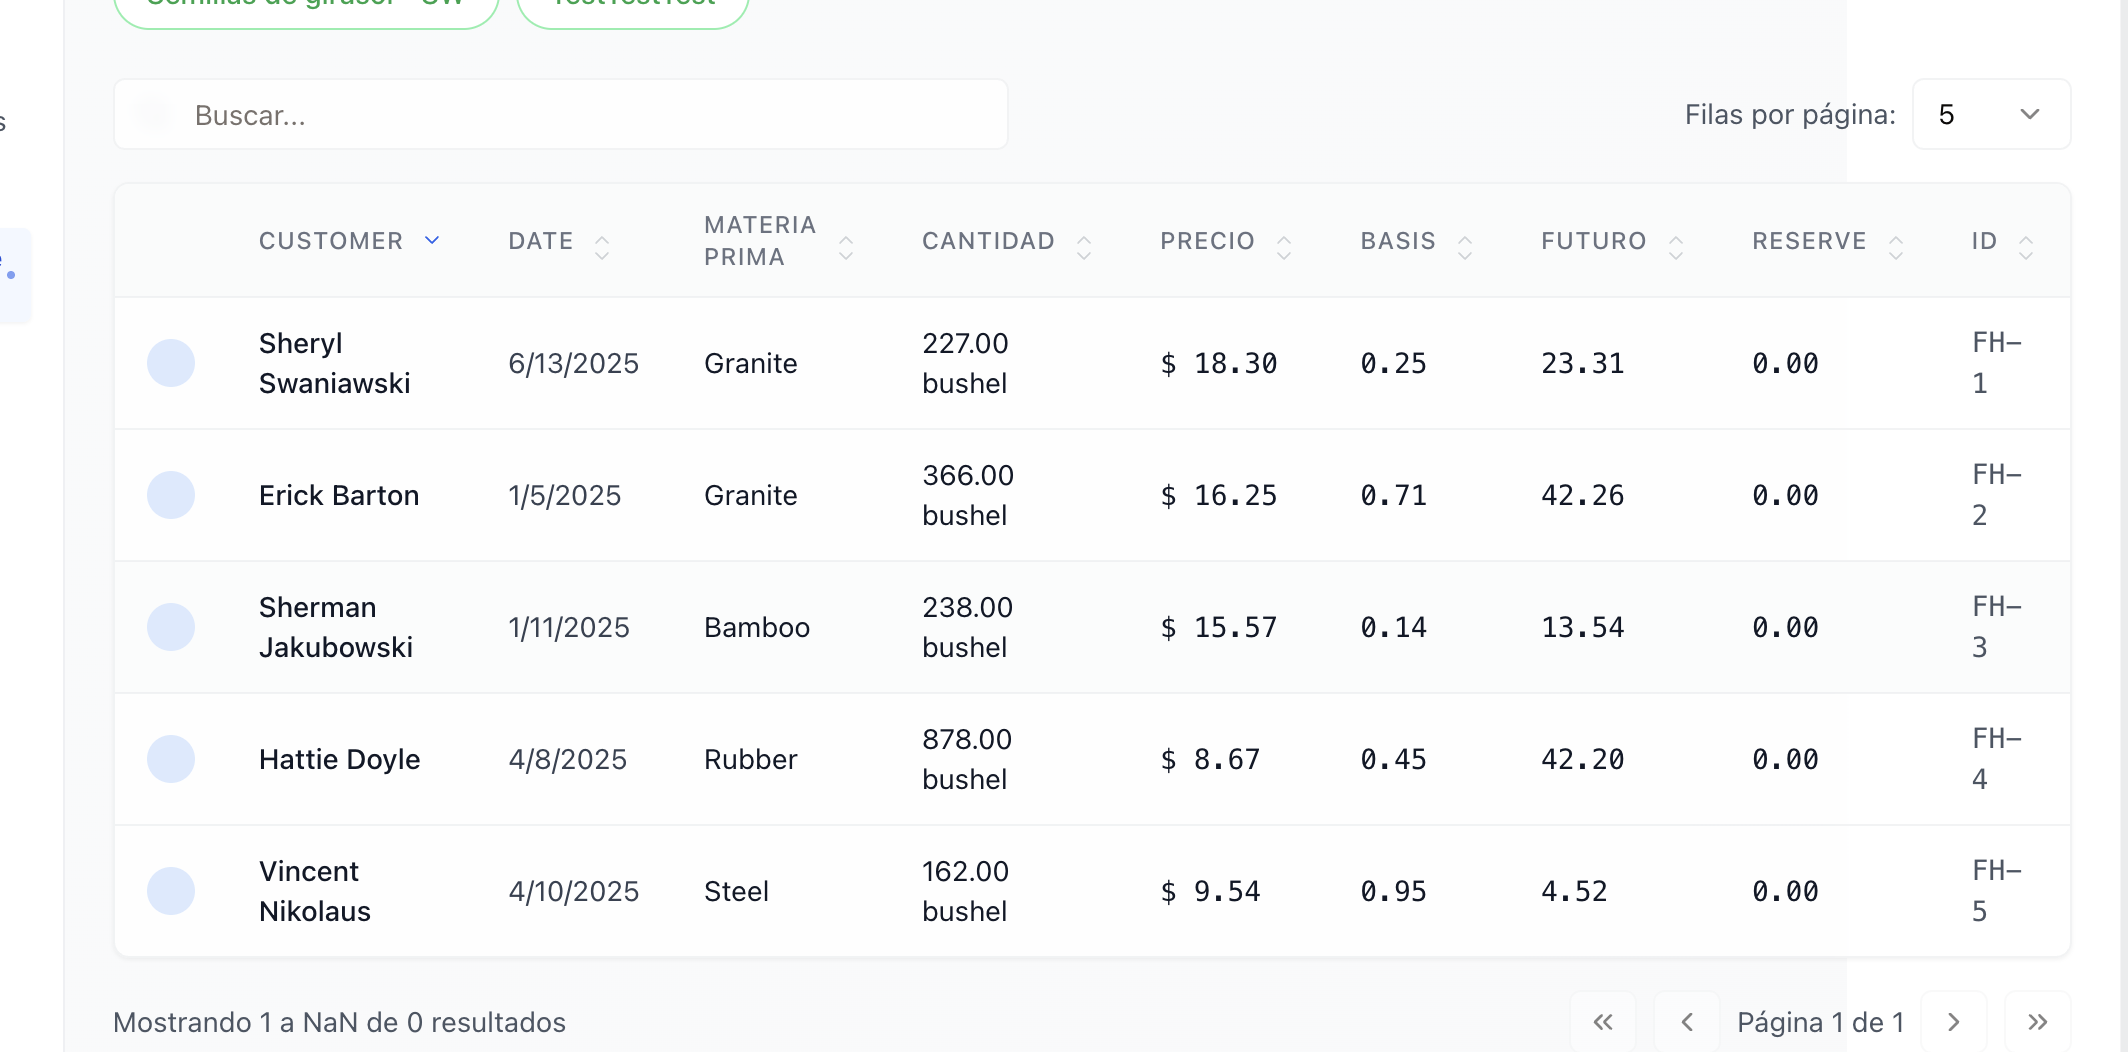 Semillas de girasol - SW
TestTestTest
Buscar...
Filas por página:
5
CUSTOMER
DATE
MATERIA
PRIMA
CANTIDAD
PRECIO
BASIS
FUTURO
RESERVE
ID
Sheryl
Swaniawski
6/13/2025
Granite
227.00
bushel
$ 18.30
0.25
23.31
0.00
FH-
1
Erick Barton
1/5/2025
Granite
366.00
bushel
$ 16.25
0.71
42.26
0.00
FH-
2
Sherman
Jakubowski
1/11/2025
Bamboo
238.00
bushel
$ 15.57
0.14
13.54
0.00
FH-
3
Hattie Doyle
4/8/2025
Rubber
878.00
bushel
$ 8.67
0.45
42.20
0.00
FH-
4
Vincent
Nikolaus
4/10/2025
Steel
162.00
bushel
$ 9.54
0.95
4.52
0.00
FH-
5
Mostrando 1 a NaN de 0 resultados
Página 1 de 1